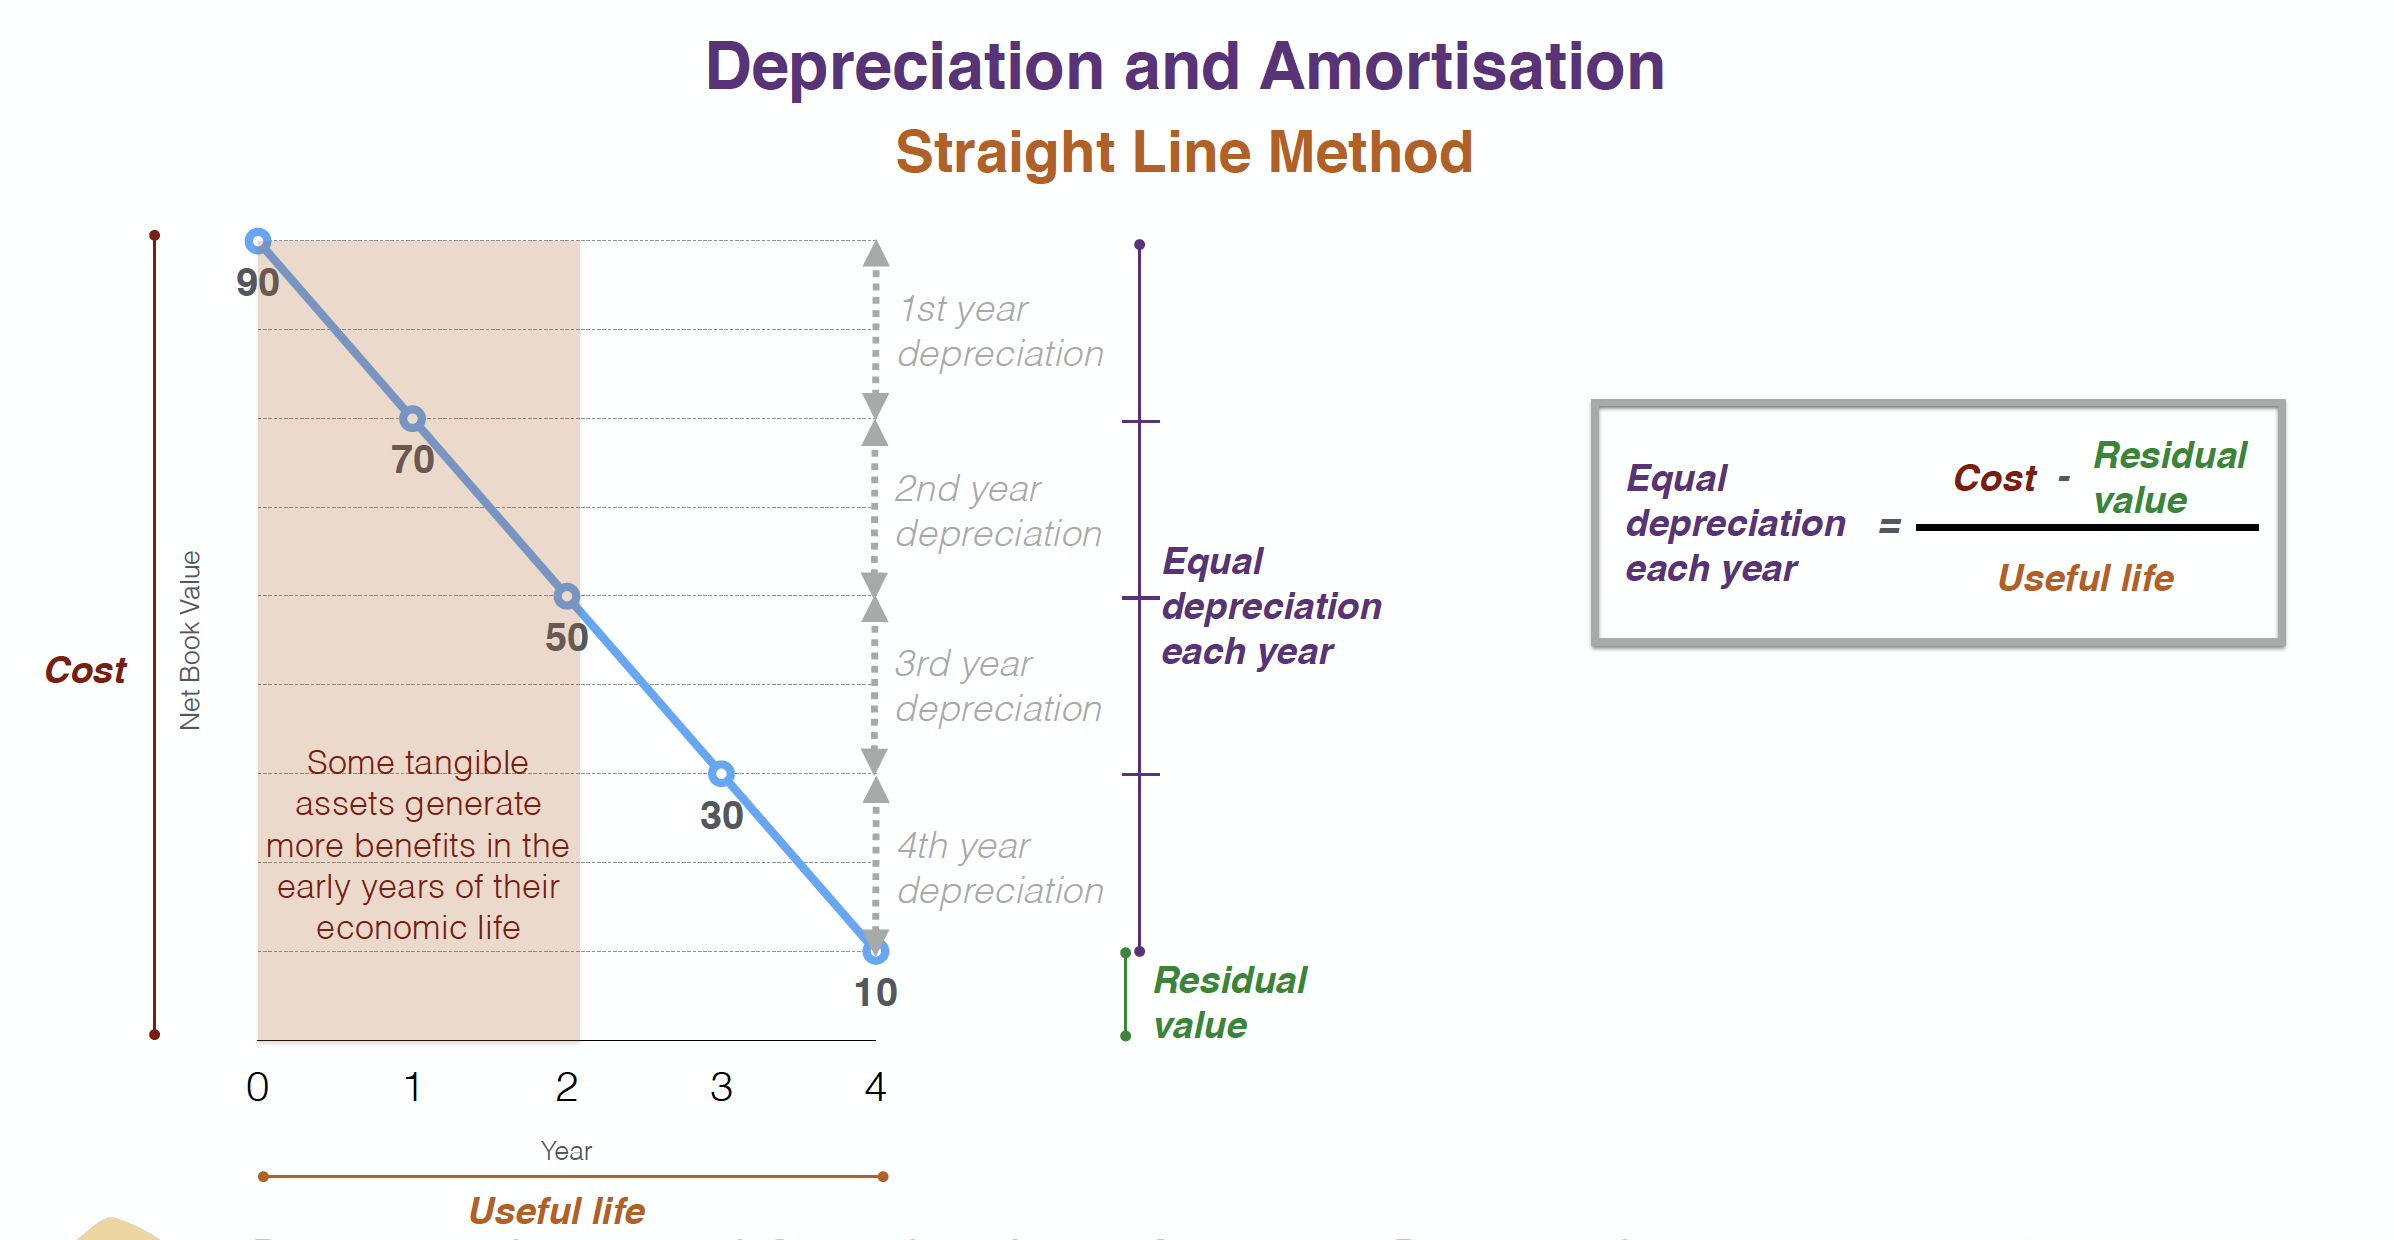 Depreciation and Amortisation
Straight Line Method
90
70
50
30
10
Cost
Net Book Value
Some tangible
assets generate
more benefits in the
early years of their
economic life
1st year
depreciation
2nd year
depreciation
3rd year
depreciation
4th year
depreciation
Equal
depreciation
each year
Residual
value
Equal
depreciation
each year
=
Cost - Residual
value
Useful life
0 1 2 3 4
Year
Useful life